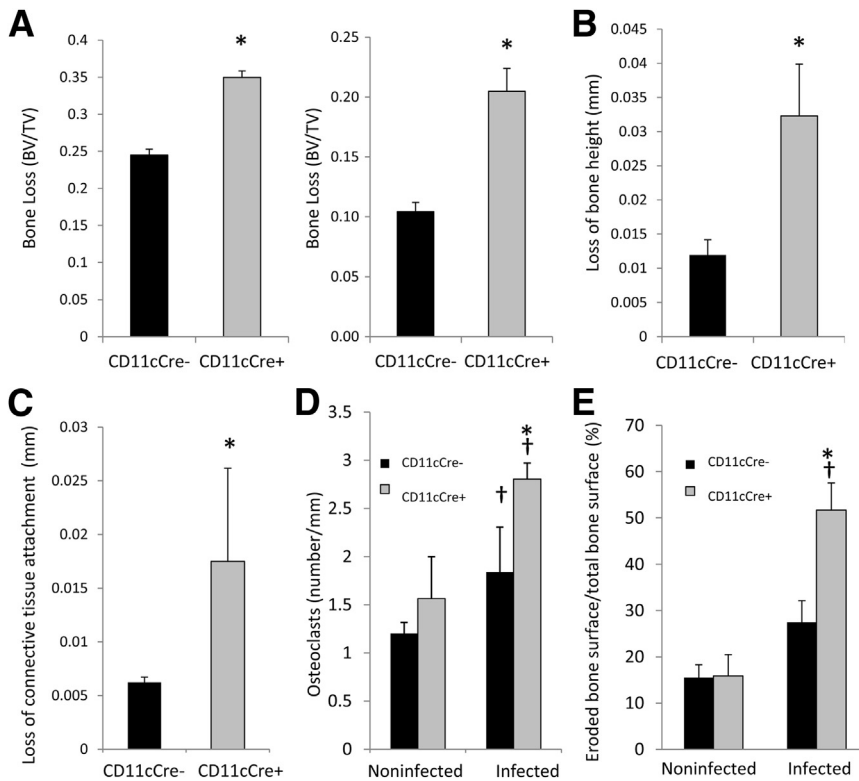 A
Bone Loss (BV/TV)
0.4
0.35
0.3
0.25
0.2
0.15
0.1
0.05
0
*
CD11cCre- CD11cCre+
Bone Loss (BV/TV)
0.25
0.20
0.15
0.10
0.05
0.00
*
CD11cCre- CD11cCre+
B
Loss of bone height (mm)
0.045
0.04
0.035
0.03
0.025
0.02
0.015
0.01
0.005
0
*
CD11cCre- CD11cCre+
C
Loss of connective tissue attachment (mm)
0.03
0.025
0.02
0.015
0.01
0.005
0
*
CD11cCre- CD11cCre+
D
Osteoclasts (number/mm)
3.5
3
2.5
2
1.5
1
0.5
0
CD11cCre-
CD11cCre+
†
*
†
Noninfected Infected
E
Eroded bone surface/total bone surface (%)
70
60
50
40
30
20
10
0
CD11cCre-
CD11cCre+
*
†
Noninfected Infected